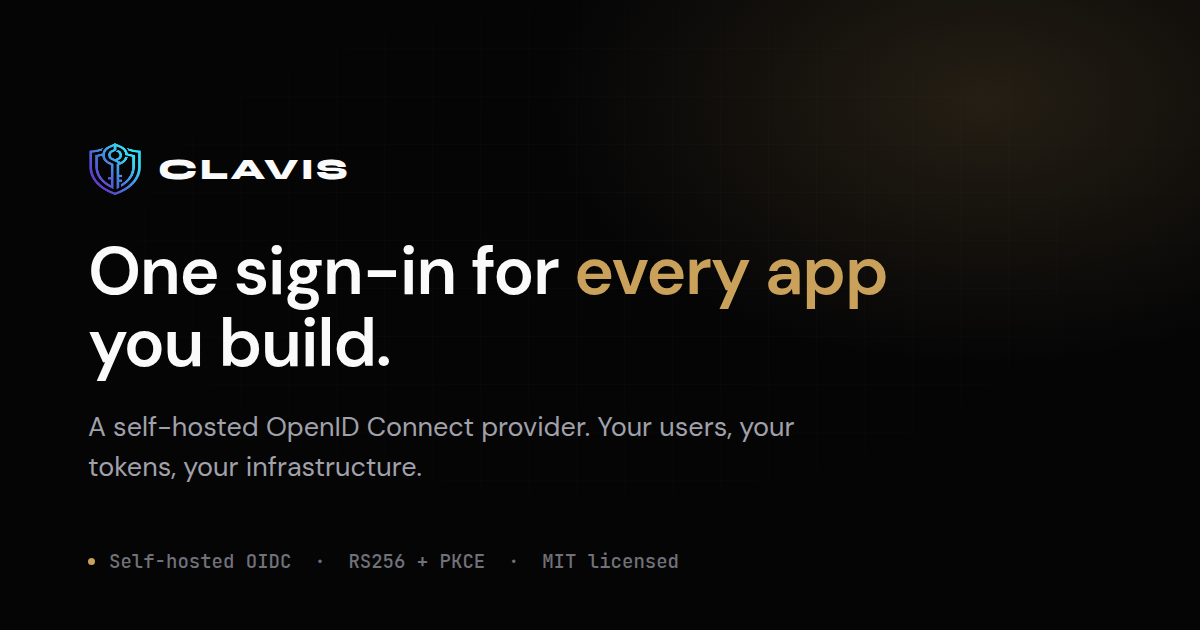 CLAVIS
One sign-in for every app
you build.
A self-hosted OpenID Connect provider. Your users, your
tokens, your infrastructure.
Self-hosted OIDC · RS256 + PKCE · MIT licensed